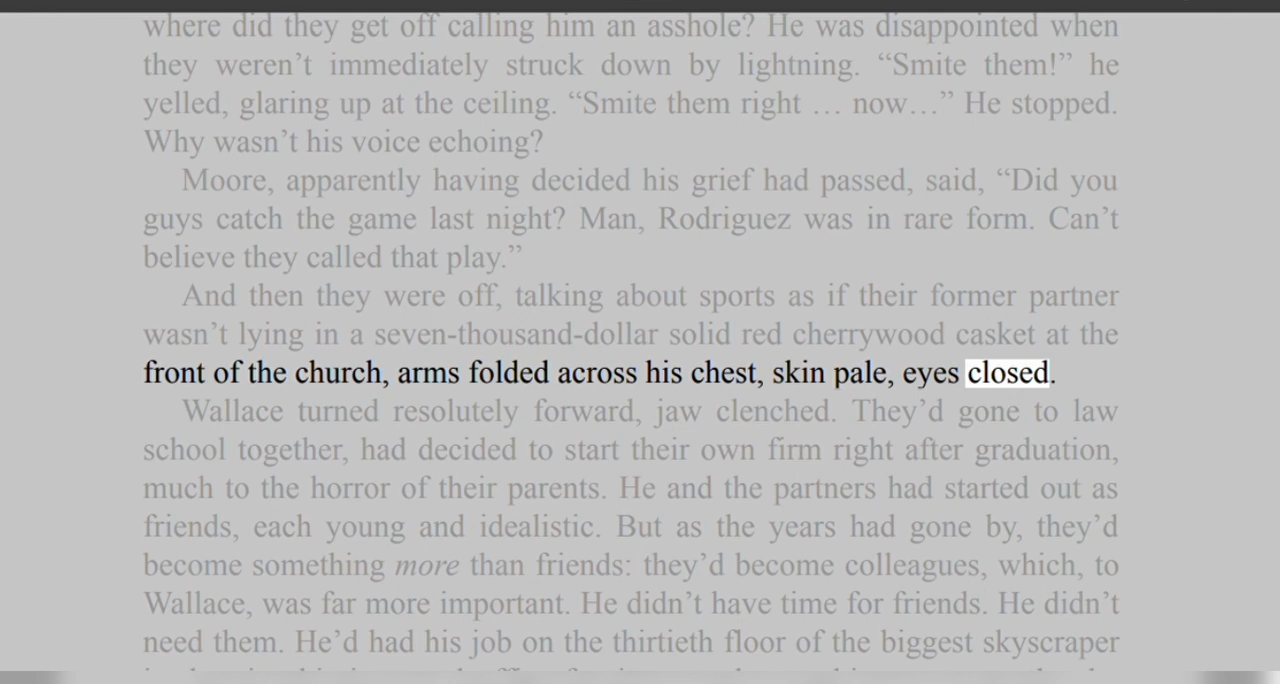 where did they get off calling him an asshole? He was disappointed when
they weren’t immediately struck down by lightning. “Smite them!” he
yelled, glaring up at the ceiling. “Smite them right … now…” He stopped.
Why wasn’t his voice echoing?
Moore, apparently having decided his grief had passed, said, “Did you
guys catch the game last night? Man, Rodriguez was in rare form. Can’t
believe they called that play.”
And then they were off, talking about sports as if their former partner
wasn’t lying in a seven-thousand-dollar solid red cherrywood casket at the
front of the church, arms folded across his chest, skin pale, eyes closed.
Wallace turned resolutely forward, jaw clenched. They’d gone to law
school together, had decided to start their own firm right after graduation,
much to the horror of their parents. He and the partners had started out as
friends, each young and idealistic. But as the years had gone by, they’d
become something more than friends: they’d become colleagues, which, to
Wallace, was far more important. He didn’t have time for friends. He didn’t
need them. He’d had his job on the thirtieth floor of the biggest skyscraper